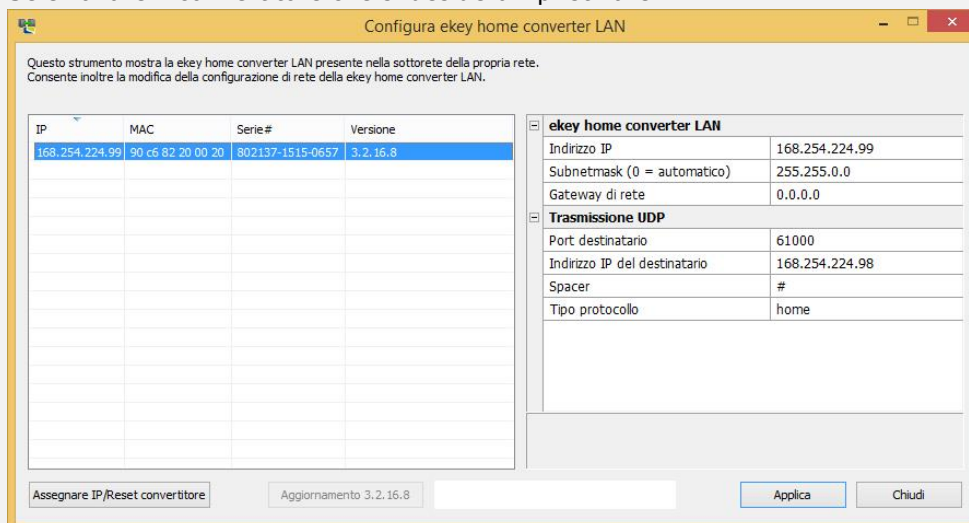 Configura ekey home converter LAN
Questo strumento mostra la ekey home converter LAN presente nella sottorete della propria rete.
Consente inoltre la modifica della configurazione di rete della ekey home converter LAN.
IP MAC Serie# Versione
168.254.224.99 90 c6 82 20 00 20 802137-1515-0657 3.2.16.8
ekey home converter LAN
Indirizzo IP 168.254.224.99
Subnetmask (0 = automatico) 255.255.0.0
Gateway di rete 0.0.0.0
Trasmissione UDP
Port destinatario 61000
Indirizzo IP del destinatario 168.254.224.98
Spacer #
Tipo protocollo home
Assegnare IP/Reset convertitore Aggiornamento 3.2.16.8 Applica Chiudi